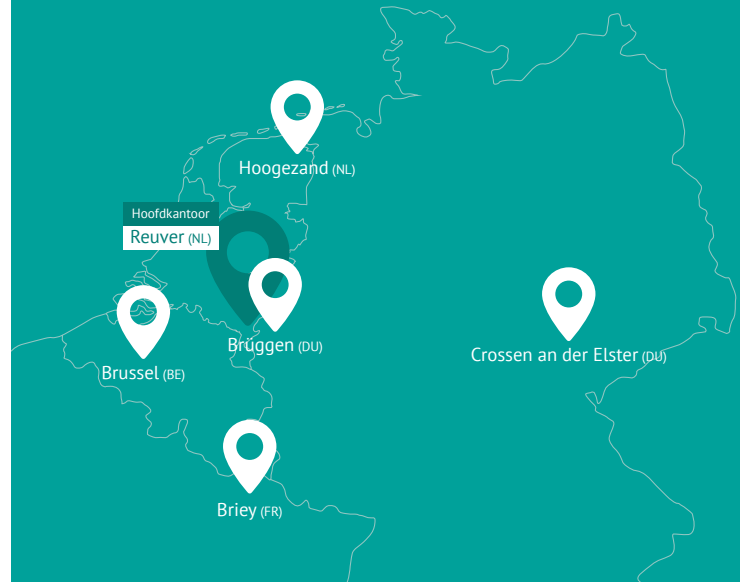 Hoogezand (NL)
Hoofdkantoor
Reuver (NL)
Brüggen (DU)
Crossen an der Elster (DU)
Brussel (BE)
Briey (FR)